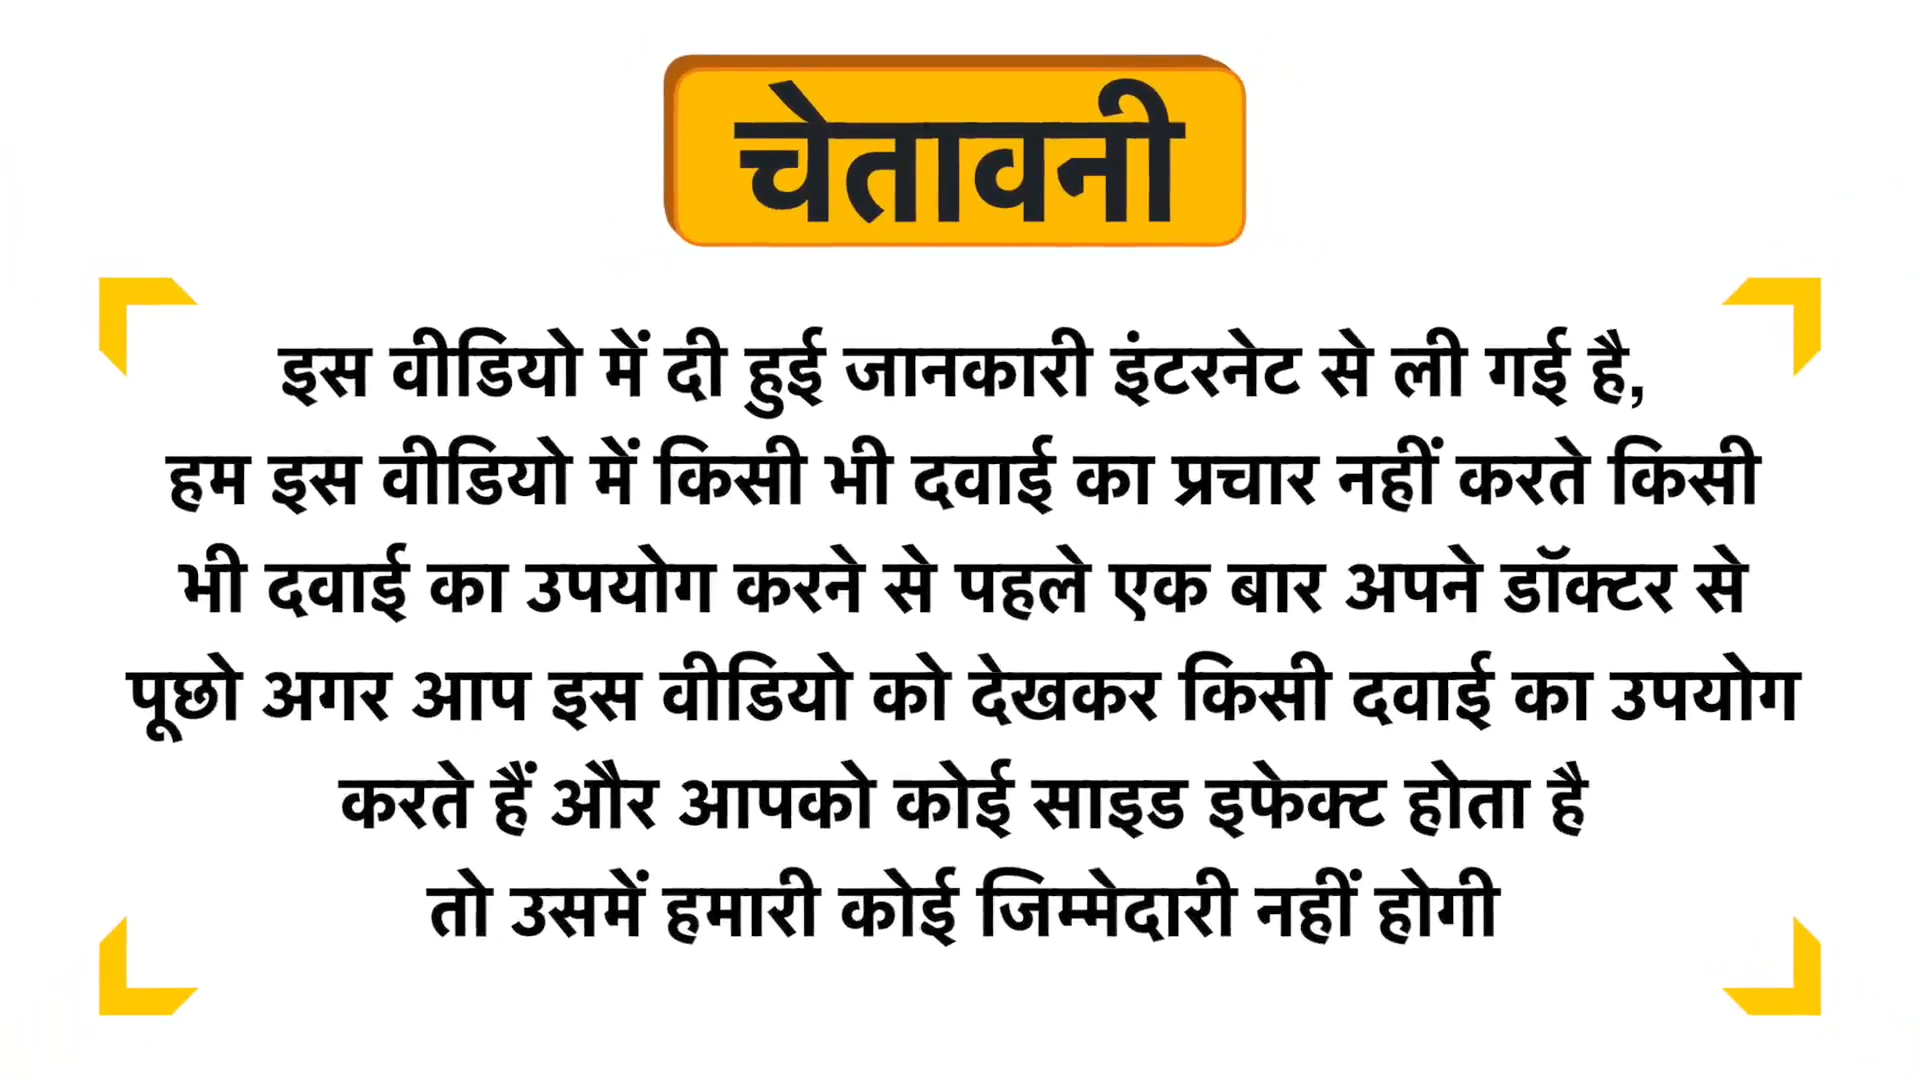 चेतावनी
इस वीडियो में दी हुई जानकारी इंटरनेट से ली गई है,
हम इस वीडियो में किसी भी दवाई का प्रचार नहीं करते किसी
भी दवाई का उपयोग करने से पहले एक बार अपने डॉक्टर से
पूछो अगर आप इस वीडियो को देखकर किसी दवाई का उपयोग
करते हैं और आपको कोई साइड इफेक्ट होता है
तो उसमें हमारी कोई जिम्मेदारी नहीं होगी